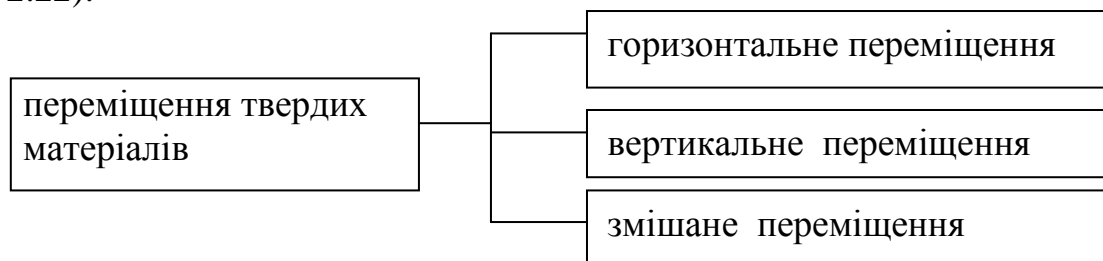 2.22).
горизонтальне переміщення
переміщення твердих
матеріалів
вертикальне переміщення
змішане переміщення